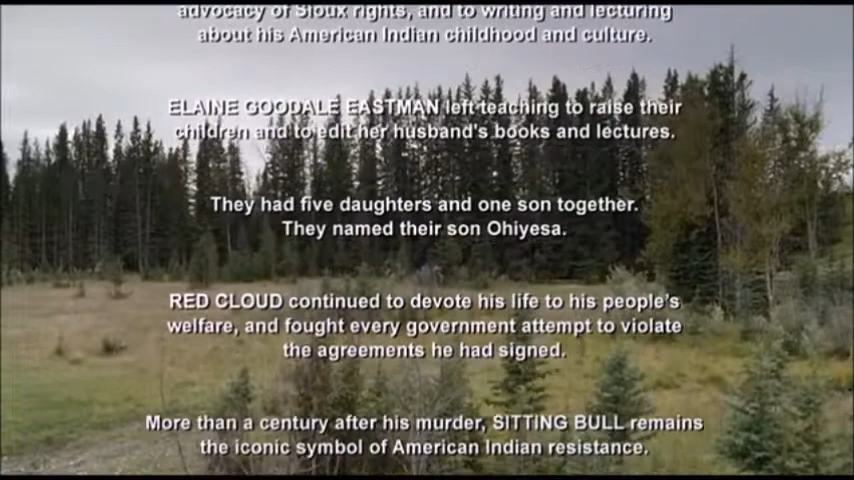 advocacy of Sioux rights, and to writing and lecturing
about his American Indian childhood and culture.
ELAINE GOODALE EASTMAN left teaching to raise their
children and to edit her husband's books and lectures.
They had five daughters and one son together.
They named their son Ohiyesa.
RED CLOUD continued to devote his life to his people's
welfare, and fought every government attempt to violate
the agreements he had signed.
More than a century after his murder, SITTING BULL remains
the iconic symbol of American Indian resistance.